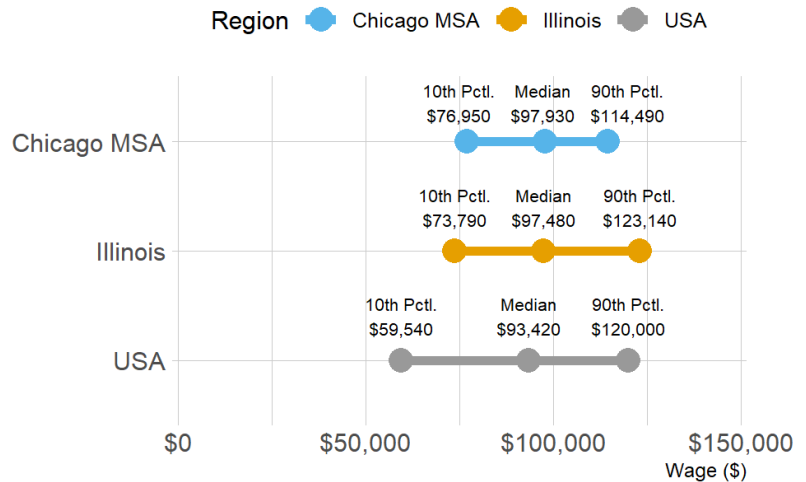 Region Chicago MSA Illinois USA
10th Pctl. Median 90th Pctl.
$76,950 $97,930 $114,490
Chicago MSA
10th Pctl. Median 90th Pctl.
$73,790 $97,480 $123,140
Illinois
10th Pctl. Median 90th Pctl.
$59,540 $93,420 $120,000
USA
$0 $50,000 $100,000 $150,000
Wage ($)